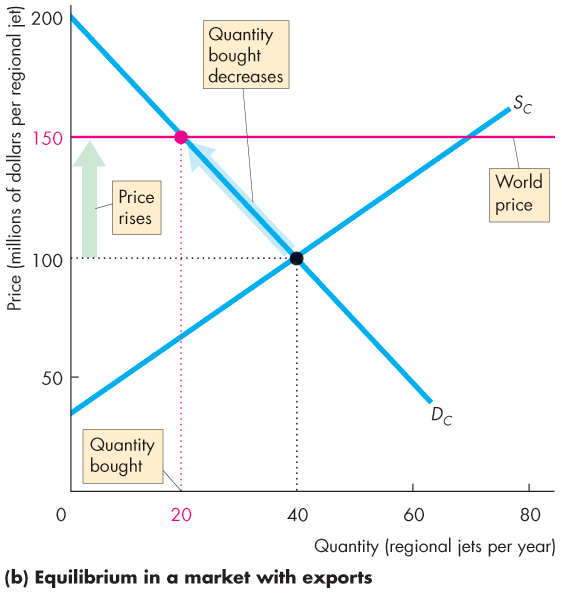 Price (millions of dollars per regional jet)
200
150
100
50
0
Quantity
bought
decreases
Price
rises
World
price
S_C
D_C
Quantity
bought
20
40
60
80
Quantity (regional jets per year)
(b) Equilibrium in a market with exports